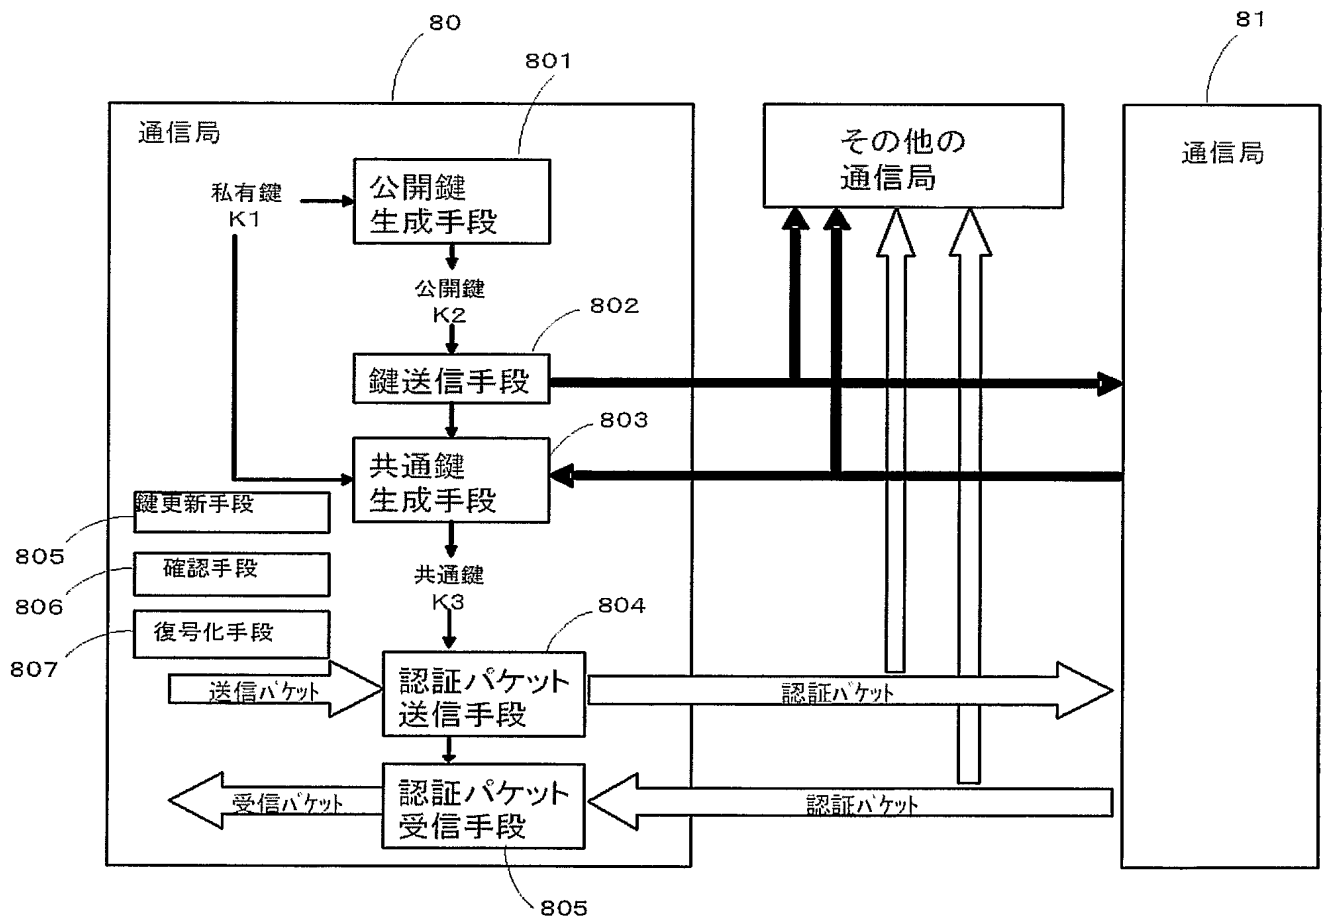 80
81
801
通信局
その他の
通信局
通信局
公開鍵
生成手段
私有鍵
K1
公開鍵
K2
802
鍵送信手段
803
共通鍵
生成手段
鍵更新手段
805
確認手段
共通鍵
K3
806
804
復号化手段
807
認証パケット
送信手段
送信パケット
認証パケット
認証パケット
受信手段
受信パケット
認証パケット
805